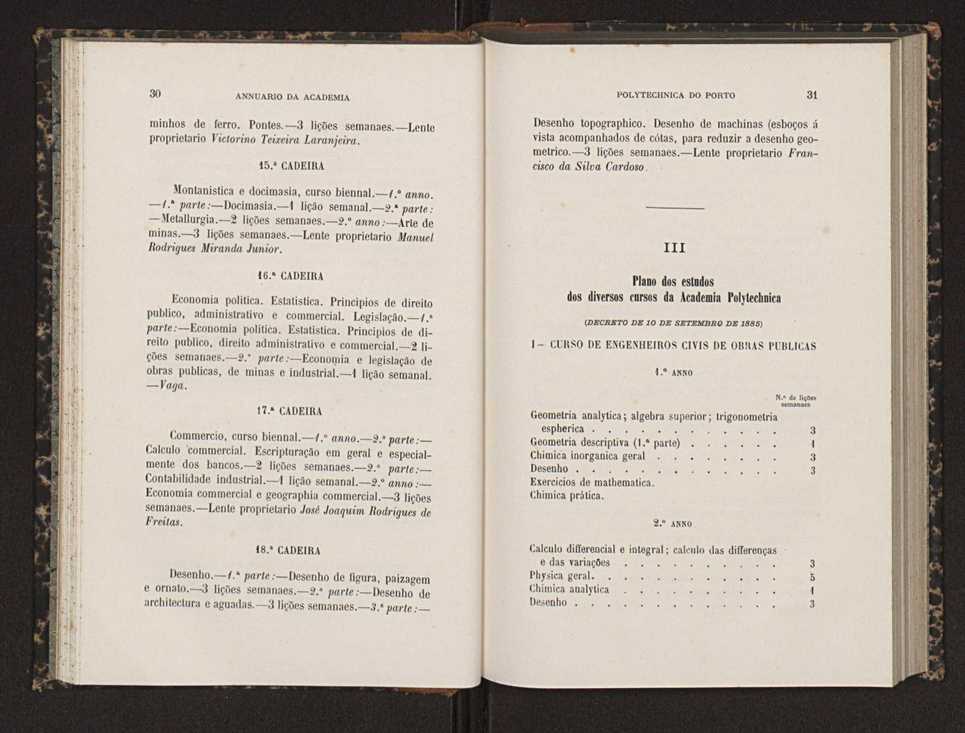 30
ANNUARIO DA ACADEMIA
minhos de ferro. Pontes.—3 lições semanaes.—Lente
proprietario Victorino Teixeira Laranjeira.
15.ª CADEIRA
Montanistica e docimasia, curso biennal.—1.º anno.
—1.ª parte:—Docimasia.—1 lição semanal.—2.ª parte:
—Metallurgia.—2 lições semanaes.—2.º anno:—Arte de
minas.—3 lições semanaes.—Lente proprietario Manuel
Rodrigues Miranda Junior.
16.ª CADEIRA
Economia politica. Estatistica. Principios de direito
publico, administrativo e commercial. Legislação.—1.ª
parte:—Economia politica. Estatistica. Principios de di-
reito publico, direito administrativo e commercial.—2 li-
ções semanaes.—2.ª parte:—Economia e legislação de
obras publicas, de minas e industrial.—1 lição semanal.
—Vaga.
17.ª CADEIRA
Commercio, curso biennal.—1.º anno.—2.ª parte:—
Calculo commercial. Escripturação em geral e especial-
mente dos bancos.—2 lições semanaes.—2.ª parte:—
Contabilidade industrial.—1 lição semanal.—2.º anno:—
Economia commercial e geographia commercial.—3 lições
semanaes.—Lente proprietario José Joaquim Rodrigues de
Freitas.
18.ª CADEIRA
Desenho.—1.ª parte:—Desenho de figura, paizagem
e ornato.—3 lições semanaes.—2.ª parte:—Desenho de
architectura e aguadas.—3 lições semanaes.—3.ª parte:—
POLYTECHNICA DO PORTO
31
Desenho topographico. Desenho de machinas (esboços á
vista acompanhados de cótas, para reduzir a desenho geo-
metrico.—3 lições semanaes.—Lente proprietario Fran-
cisco da Silva Cardoso.
III
Plano dos estudos
dos diversos cursos da Academia Polytechnica
(DECRETO DE 10 DE SETEMBRO DE 1885)
I — CURSO DE ENGENHEIROS CIVIS DE OBRAS PUBLICAS
1.º ANNO
N.º de lições
semanaes
Geometria analytica; algebra superior; trigonometria
espherica . . . . . . . . . . . . 3
Geometria descriptiva (1.ª parte) . . . . . . 1
Chimica inorganica geral . . . . . . . . 3
Desenho . . . . . . . . . . . . . 3
Exercicios de mathematica.
Chimica prática.
2.º ANNO
Calculo differencial e integral; calculo das differenças
e das variações . . . . . . . . . . 3
Physica geral. . . . . . . . . . . . 5
Chimica analytica . . . . . . . . . . 1
Desenho . . . . . . . . . . . . . 3